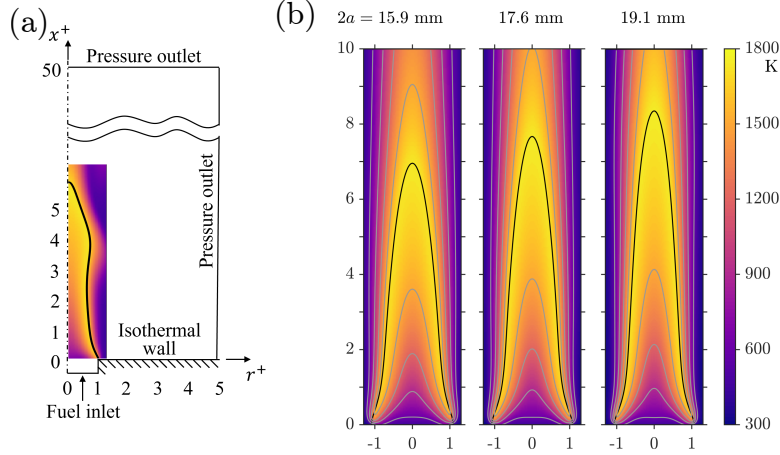 (a)
x+
50
Pressure outlet
Pressure outlet
5
4
3
2
1
0
Isothermal
wall
0 1 2 3 4 5
r+
Fuel inlet
(b)
2a = 15.9 mm
17.6 mm
19.1 mm
10
8
6
4
2
0
-1 0 1
-1 0 1
-1 0 1
1800
K
1500
1200
900
600
300